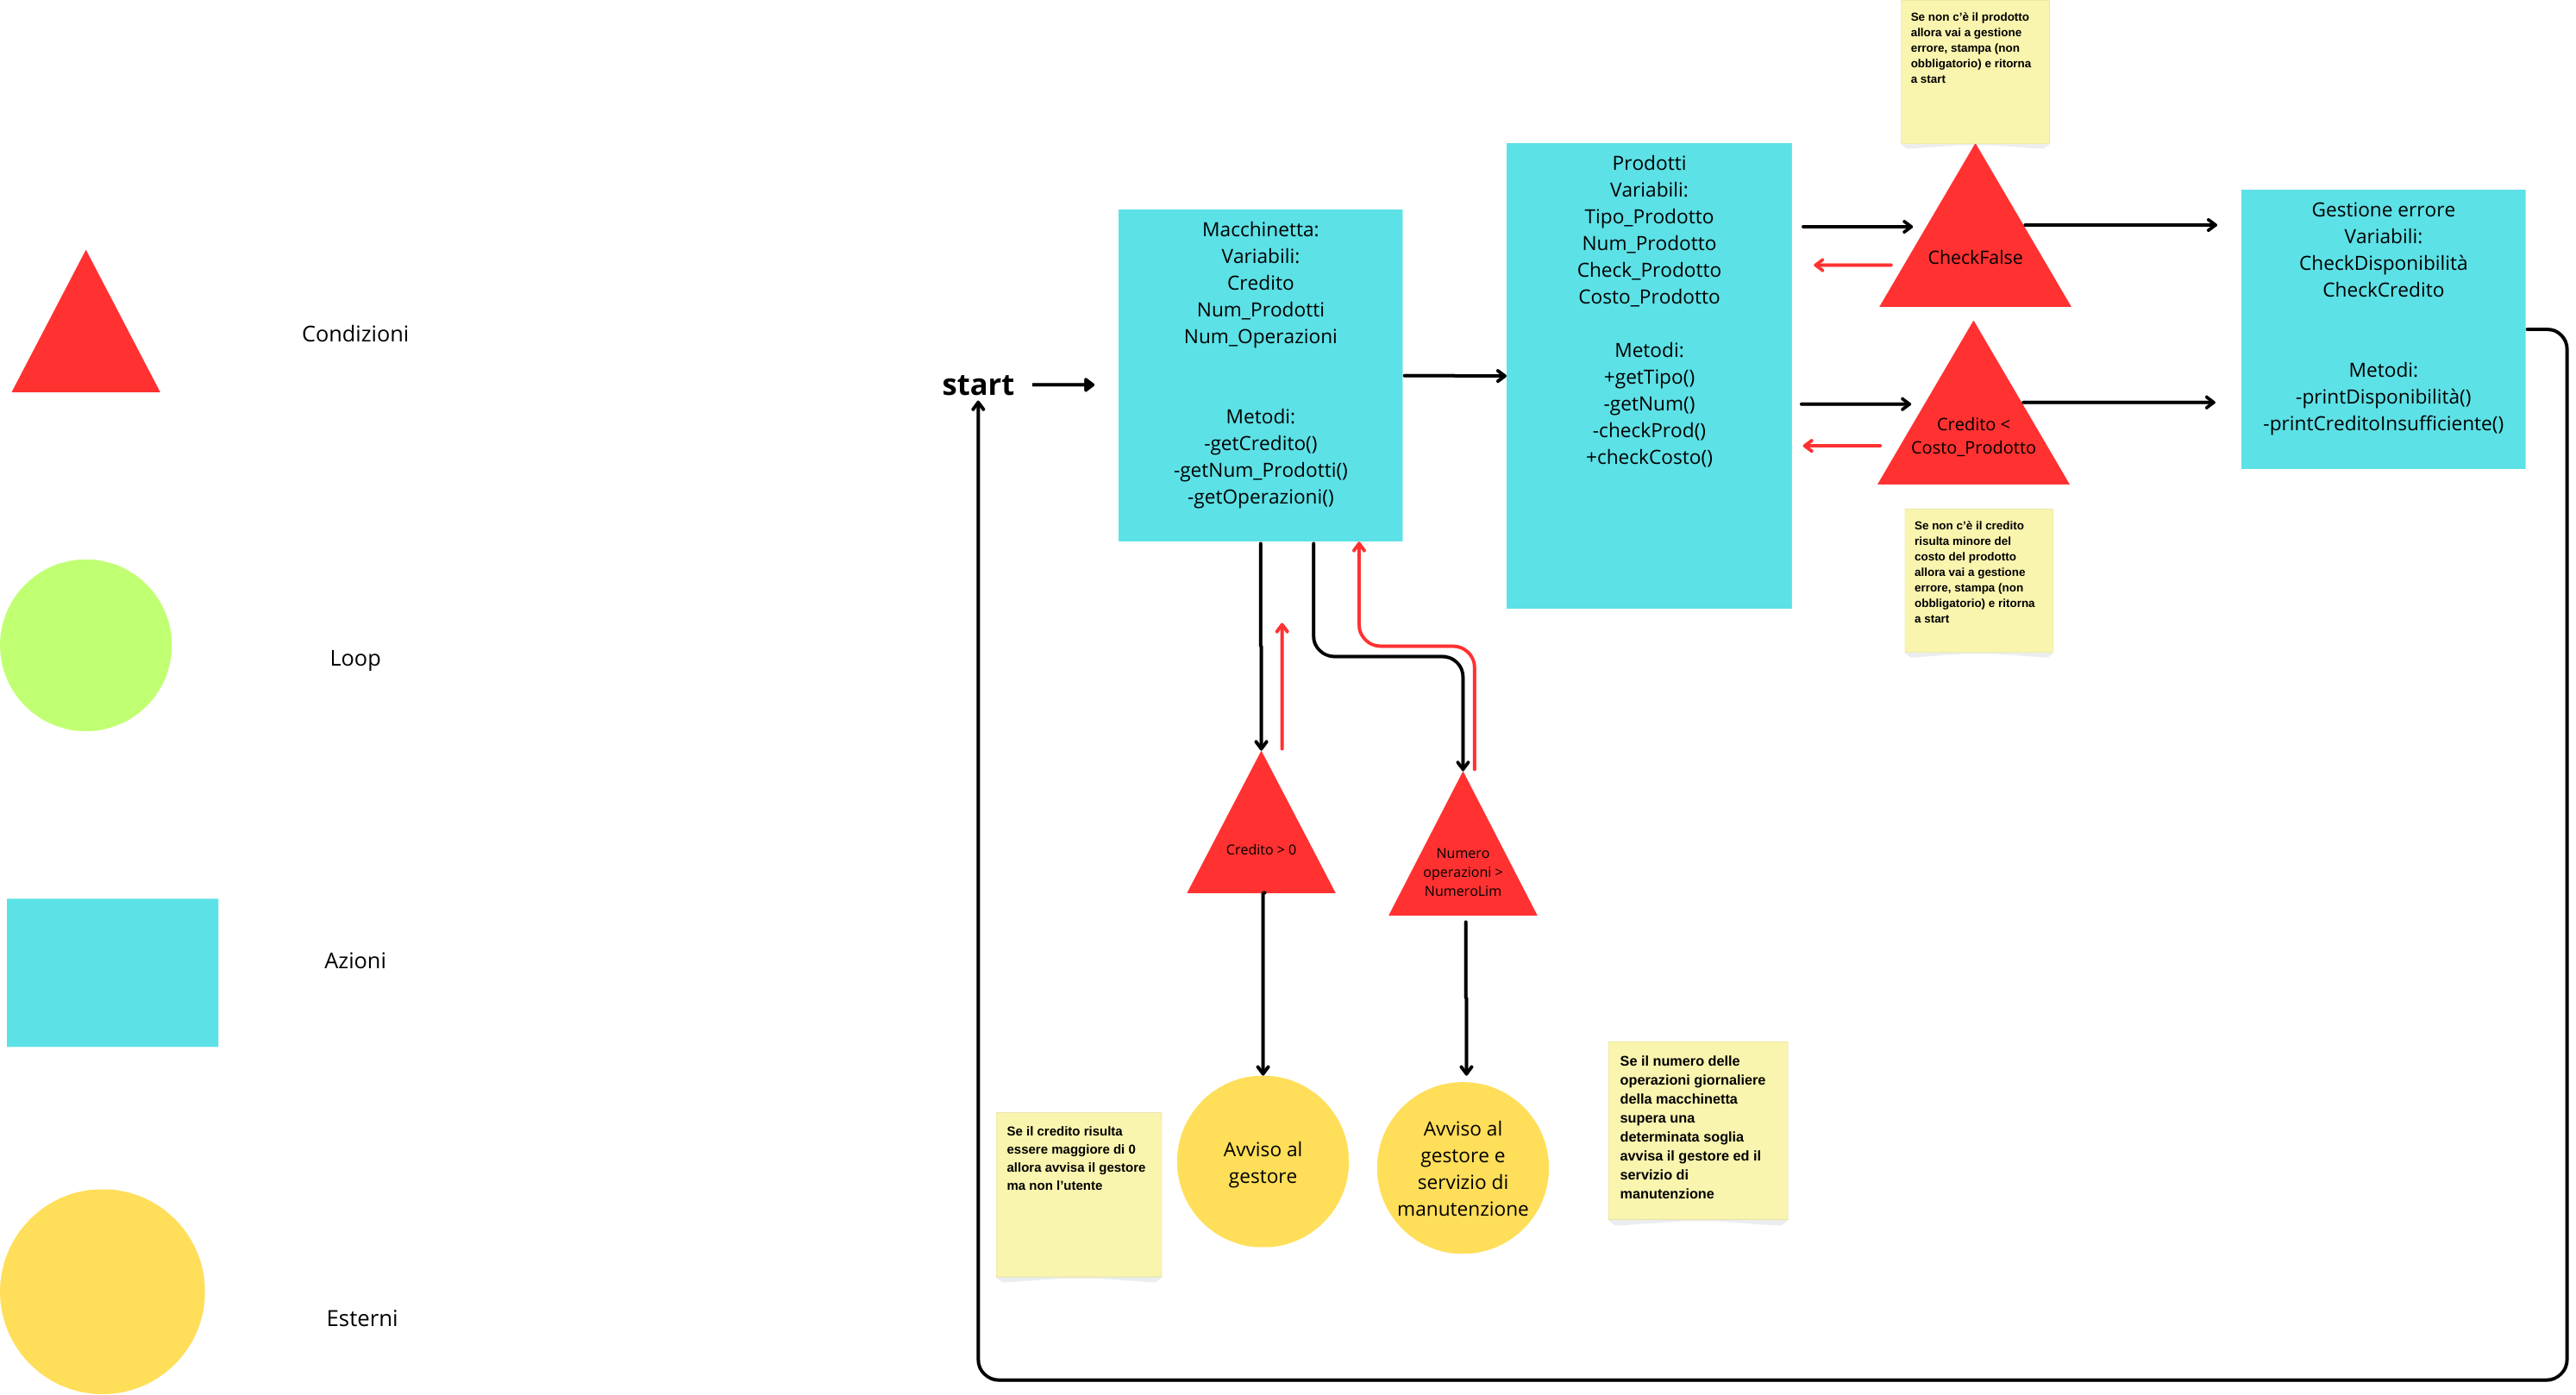 Condizioni
Loop
Azioni
Esterni
start
Macchinetta:
Variabili:
Credito
Num_Prodotti
Num_Operazioni
Metodi:
-getCredito()
-getNum_Prodotti()
-getOperazioni()
Prodotti
Variabili:
Tipo_Prodotto
Num_Prodotto
Check_Prodotto
Costo_Prodotto
Metodi:
+getTipo()
-getNum()
-checkProd()
+checkCosto()
Se non c'è il prodotto
allora vai a gestione
errore, stampa (non
obbligatorio) e ritorna
a start
CheckFalse
Credito <
Costo_Prodotto
Se non c'è il credito
risulta minore del
costo del prodotto
allora vai a gestione
errore, stampa (non
obbligatorio) e ritorna
a start
Gestione errore
Variabili:
CheckDisponibilità
CheckCredito
Metodi:
-printDisponibilità()
-printCreditoInsufficiente()
Credito > 0
Numero
operazioni >
NumeroLim
Se il credito risulta
essere maggiore di 0
allora avvisa il gestore
ma non l'utente
Avviso al
gestore
Avviso al
gestore e
servizio di
manutenzione
Se il numero delle
operazioni giornaliere
della macchinetta
supera una
determinata soglia
avvisa il gestore ed il
servizio di
manutenzione